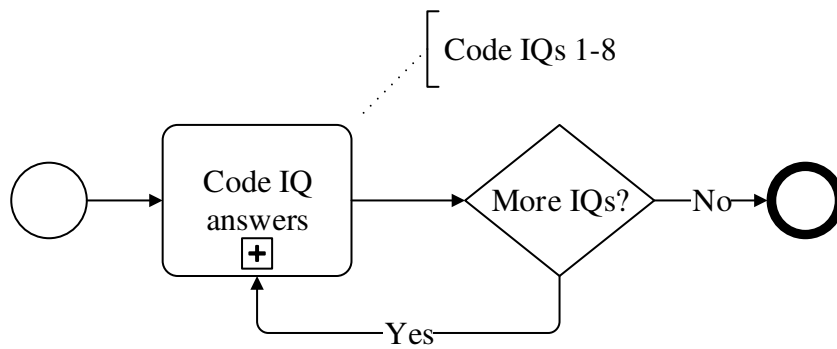 Code IQs 1-8
Code IQ
answers
More IQs?
No
Yes